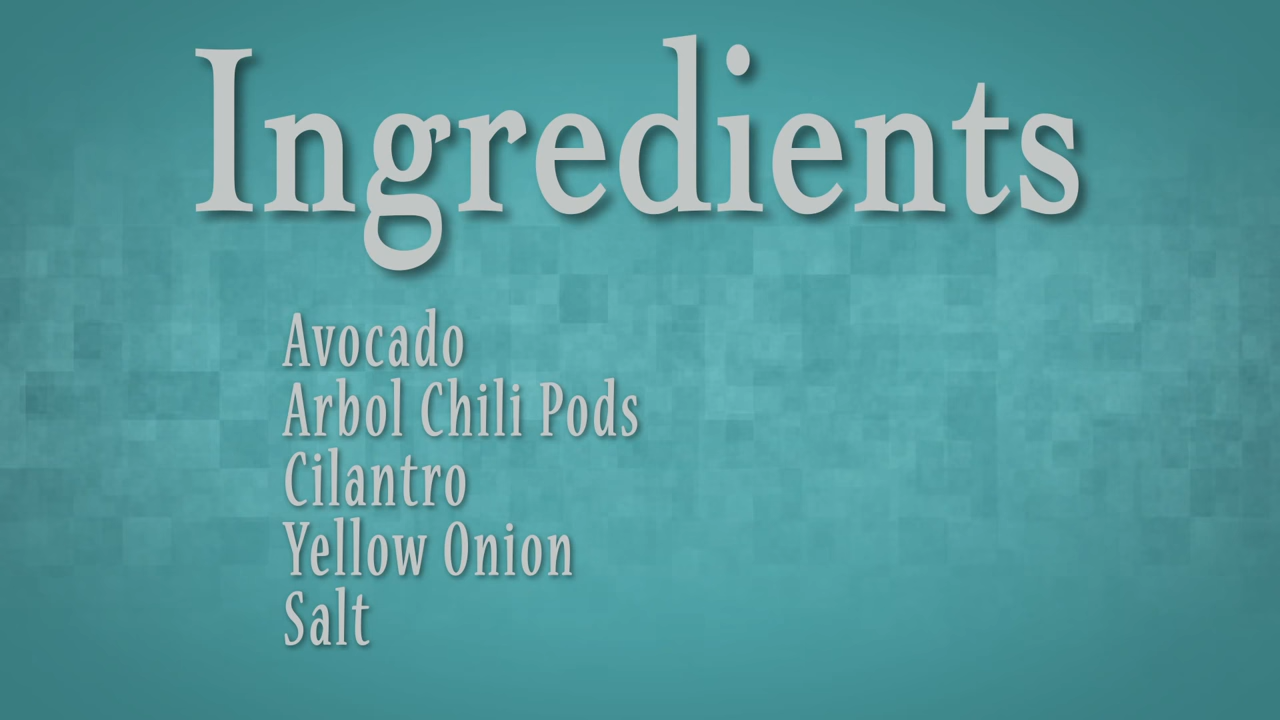 Ingredients
Avocado
Arbol Chili Pods
Cilantro
Yellow Onion
Salt